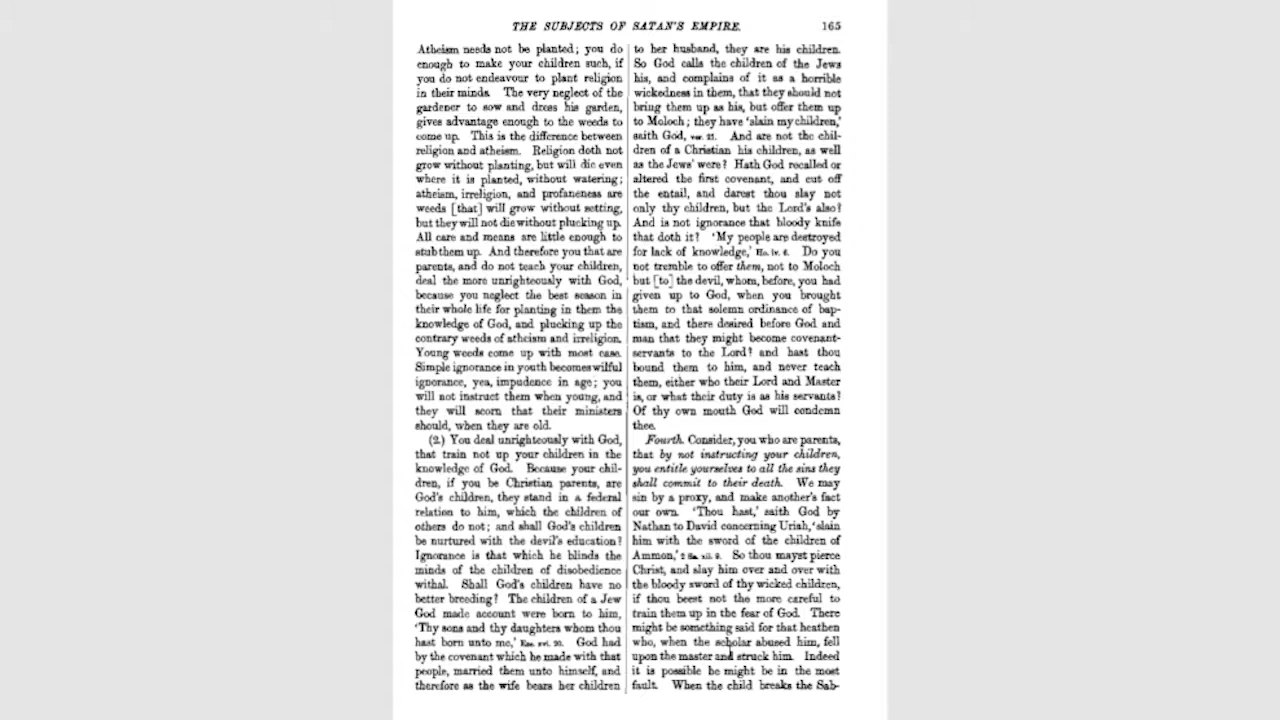 THE SUBJECTS OF SATAN'S EMPIRE. 165
Atheism needs not be planted; you do
enough to make your children such, if
you do not endeavour to plant religion
in their minds. The very neglect of the
gardener to sow and dress his garden,
gives advantage enough to the weeds to
come up. This is the difference between
religion and atheism. Religion doth not
grow without planting, but will die even
where it is planted, without watering;
atheism, irreligion, and profaneness are
weeds [that] will grow without setting,
but they will not die without plucking up.
All care and means are little enough to
stub them up. And therefore you that are
parents, and do not teach your children,
deal the more unrighteously with God,
because you neglect the best season in
their whole life for planting in them the
knowledge of God, and plucking up the
contrary weeds of atheism and irreligion.
Young weeds come up with most ease.
Simple ignorance in youth becomes wilful
ignorance, yea, impudence in age; you
will not instruct them when young, and
they will scorn that their ministers
should, when they are old.
(2.) You deal unrighteously with God,
that train not up your children in the
knowledge of God. Because your chil-
dren, if you be Christian parents, are
God's children, they stand in a federal
relation to him, which the children of
others do not; and shall God's children
be nurtured with the devil's education?
Ignorance is that which he blinds the
minds of the children of disobedience
withal. Shall God's children have no
better breeding? The children of a Jew
God made account were born to him,
'Thy sons and thy daughters whom thou
hast born unto me,' Eze. xvi. 20. God had
by the covenant which he made with that
people, married them unto himself, and
therefore as the wife bears her children
to her husband, they are his children.
So God calls the children of the Jews
his, and complains of it as a horrible
wickedness in them, that they should not
bring them up as his, but offer them up
to Moloch; they have 'slain my children,'
saith God, ver. 21. And are not the chil-
dren of a Christian his children, as well
as the Jews' were? Hath God recalled or
altered the first covenant, and cut off
the entail, and darest thou slay not
only thy children, but the Lord's also?
And is not ignorance that bloody knife
that doth it? 'My people are destroyed
for lack of knowledge,' Ho. iv. 6. Do you
not tremble to offer them, not to Moloch
but [to] the devil, whom, before, you had
given up to God, when you brought
them to that solemn ordinance of bap-
tism, and there desired before God and
man that they might become covenant-
servants to the Lord? and hast thou
bound them to him, and never teach
them, either who their Lord and Master
is, or what their duty is as his servants?
Of thy own mouth God will condemn
thee.
Fourth. Consider, you who are parents,
that by not instructing your children,
you entitle yourselves to all the sins they
shall commit to their death. We may
sin by a proxy, and make another's fact
our own. 'Thou hast,' saith God by
Nathan to David concerning Uriah, 'slain
him with the sword of the children of
Ammon,' 2 Sa. xii. 9. So thou mayst pierce
Christ, and slay him over and over with
the bloody sword of thy wicked children,
if thou beest not the more careful to
train them up in the fear of God. There
might be something said for that heathen
who, when the scholar abused him, fell
upon the master and struck him. Indeed
it is possible he might be in the most
fault. When the child breaks the Sab-